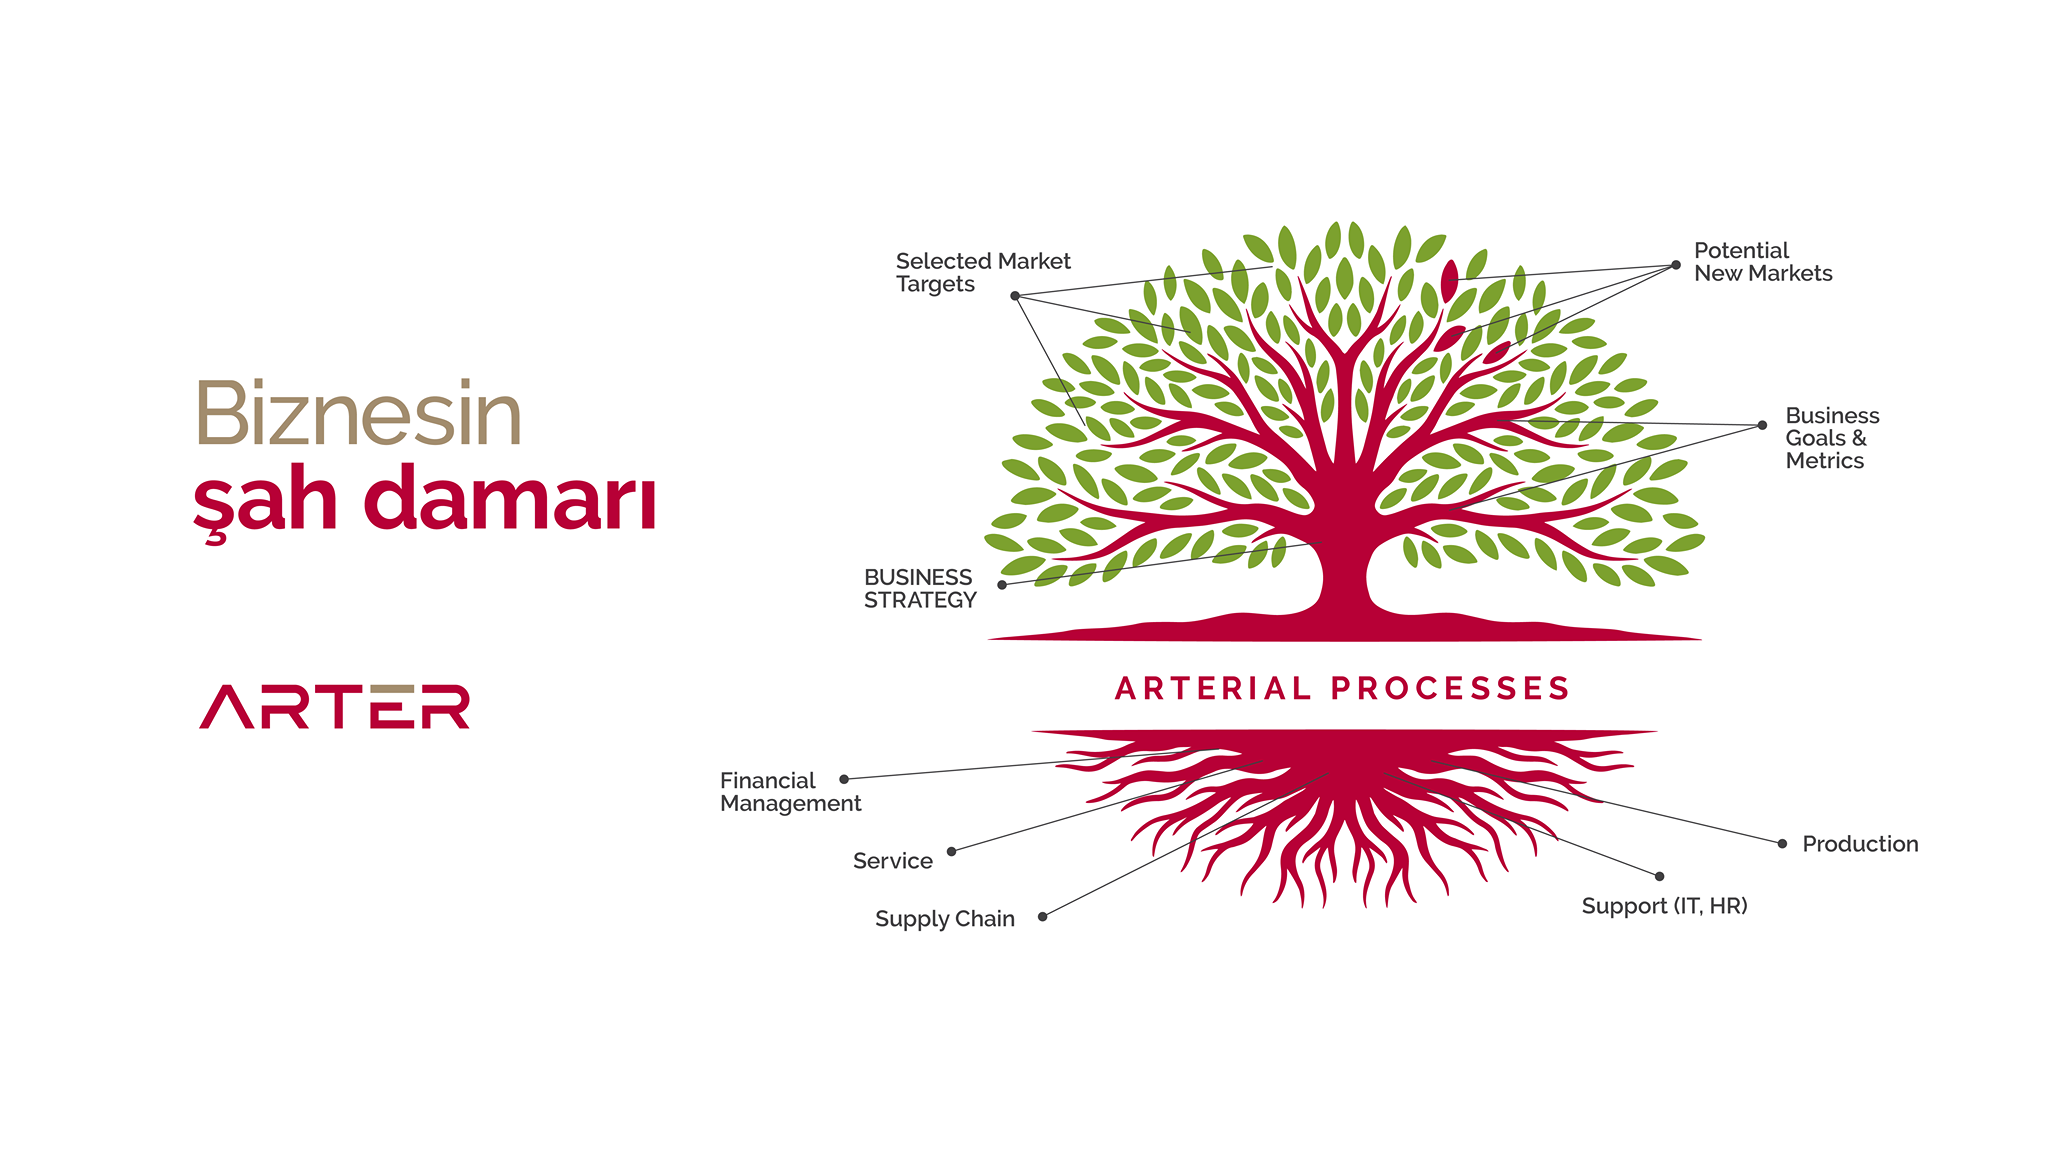 Biznesin
şah damarı
ARTER
Selected Market
Targets
Potential
New Markets
Business
Goals &
Metrics
BUSINESS
STRATEGY
ARTERIAL PROCESSES
Financial
Management
Service
Supply Chain
Production
Support (IT, HR)